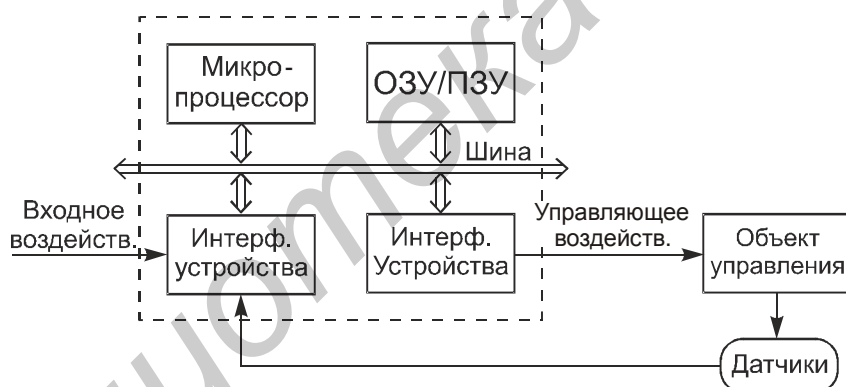 Микро-
процессор
ОЗУ/ПЗУ
Шина
Входное
воздейств.
Интерф.
устройства
Интерф.
Устройства
Управляющее
воздейств.
Объект
управления
Датчики